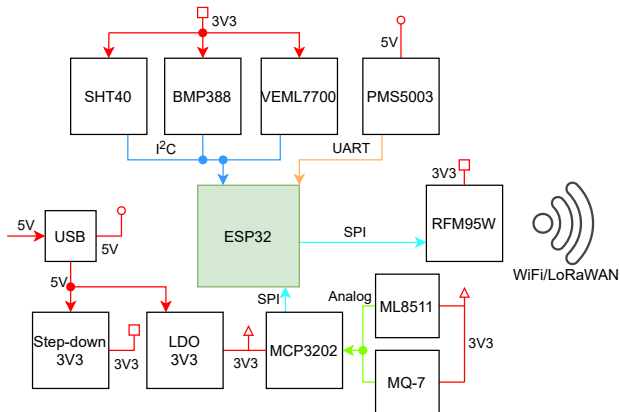 3V3
5V
SHT40
BMP388
VEML7700
PMS5003
I²C
UART
3V3
ESP32
SPI
RFM95W
5V
USB
5V
WiFi/LoRaWAN
5V
SPI
Analog
ML8511
Step-down
3V3
3V3
LDO
3V3
3V3
MCP3202
3V3
MQ-7